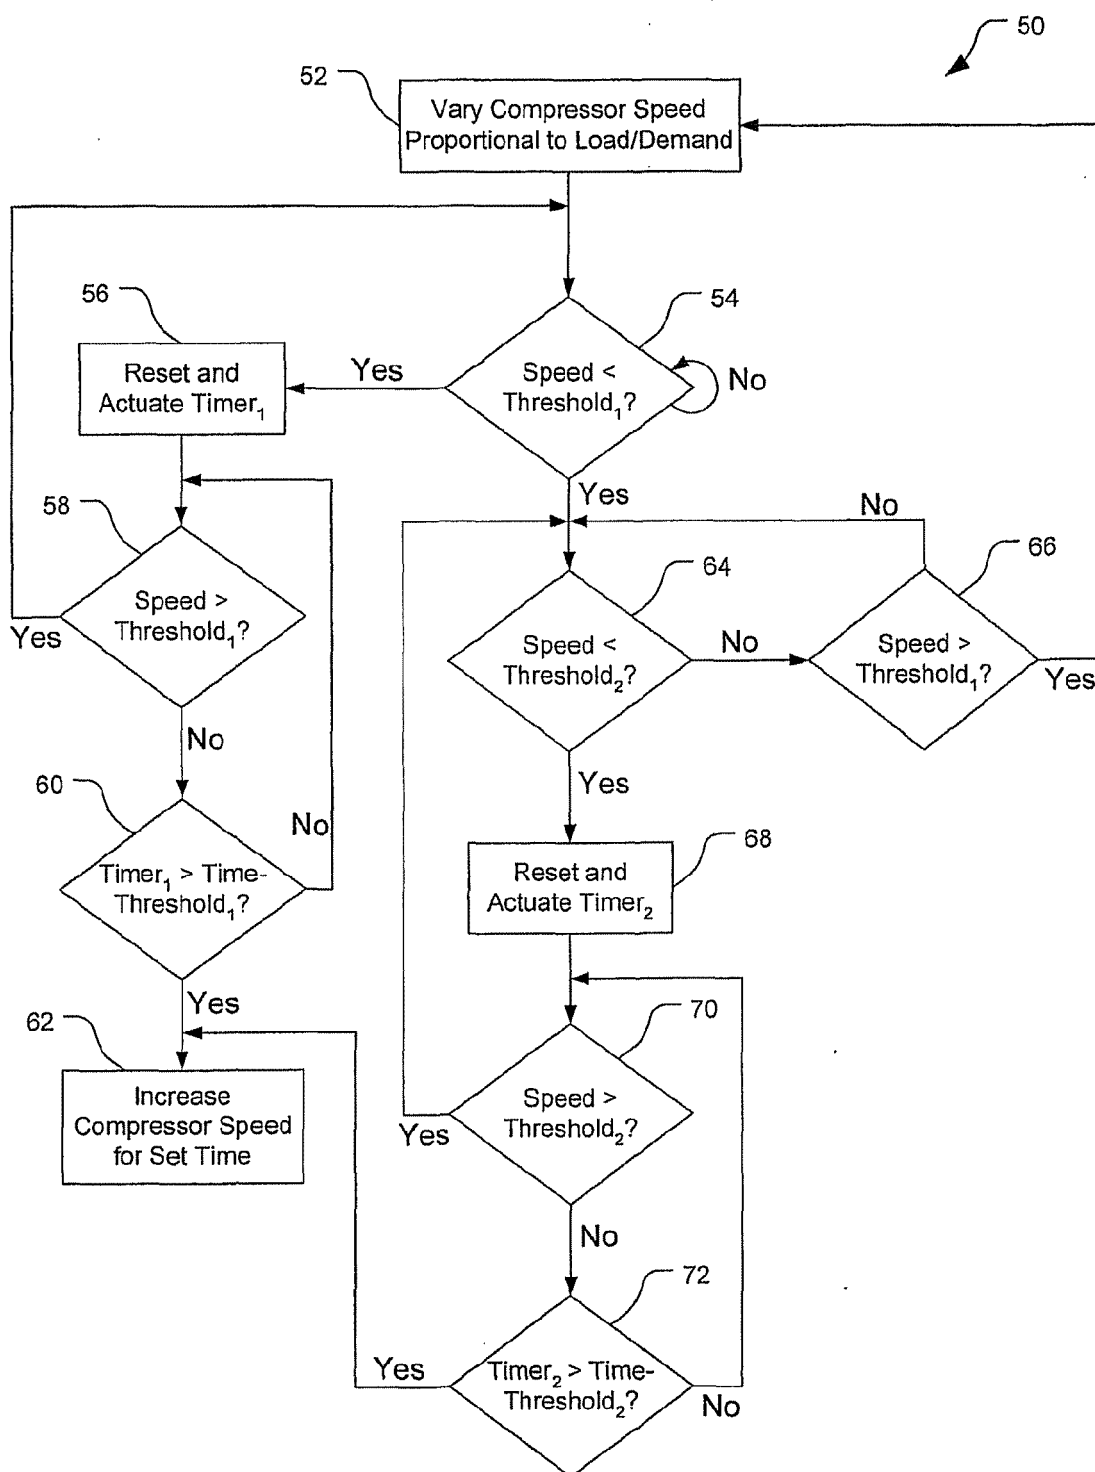 50
52
Vary Compressor Speed
Proportional to Load/Demand
56
54
Reset and
Actuate Timer₁
Yes
Speed <
Threshold₁?
No
Yes
58
Speed >
Threshold₁?
Yes
No
64
Speed <
Threshold₂?
No
No
66
Speed >
Threshold₁?
Yes
60
Timer₁ > Time-
Threshold₁?
No
Yes
Yes
68
Reset and
Actuate Timer₂
62
Increase
Compressor Speed
for Set Time
70
Speed >
Threshold₂?
Yes
No
72
Timer₂ > Time-
Threshold₂?
Yes
No